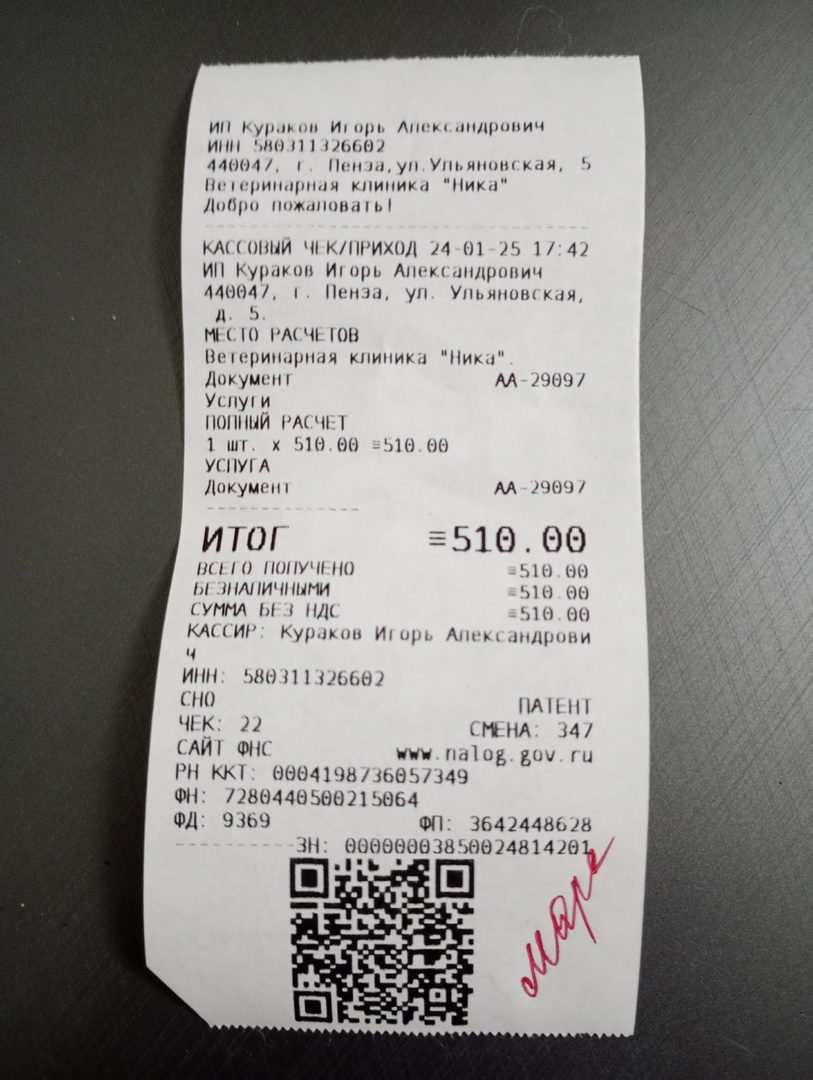 ИП Кураков Игорь Александрович
ИНН 580311326602
440047, г. Пенза,ул.Ульяновская, 5
Ветеринарная клиника "Ника"
Добро пожаловать!
КАССОВЫЙ ЧЕК/ПРИХОД 24-01-25 17:42
ИП Кураков Игорь Александрович
440047, г. Пенза, ул. Ульяновская,
д. 5.
МЕСТО РАСЧЕТОВ
Ветеринарная клиника "Ника".
Документ АА-29097
Услуги
ПОЛНЫЙ РАСЧЕТ
1 шт. x 510.00 ≡510.00
УСЛУГА
Документ АА-29097
ИТОГ ≡510.00
ВСЕГО ПОЛУЧЕНО ≡510.00
БЕЗНАЛИЧНЫМИ ≡510.00
СУММА БЕЗ НДС ≡510.00
КАССИР: Кураков Игорь Александрови
ч
ИНН: 580311326602
СНО ПАТЕНТ
ЧЕК: 22 СМЕНА: 347
САЙТ ФНС www.nalog.gov.ru
РН ККТ: 0004198736057349
ФН: 7280440500215064
ФД: 9369 ФП: 3642448628
ЗН: 00000003850024814201